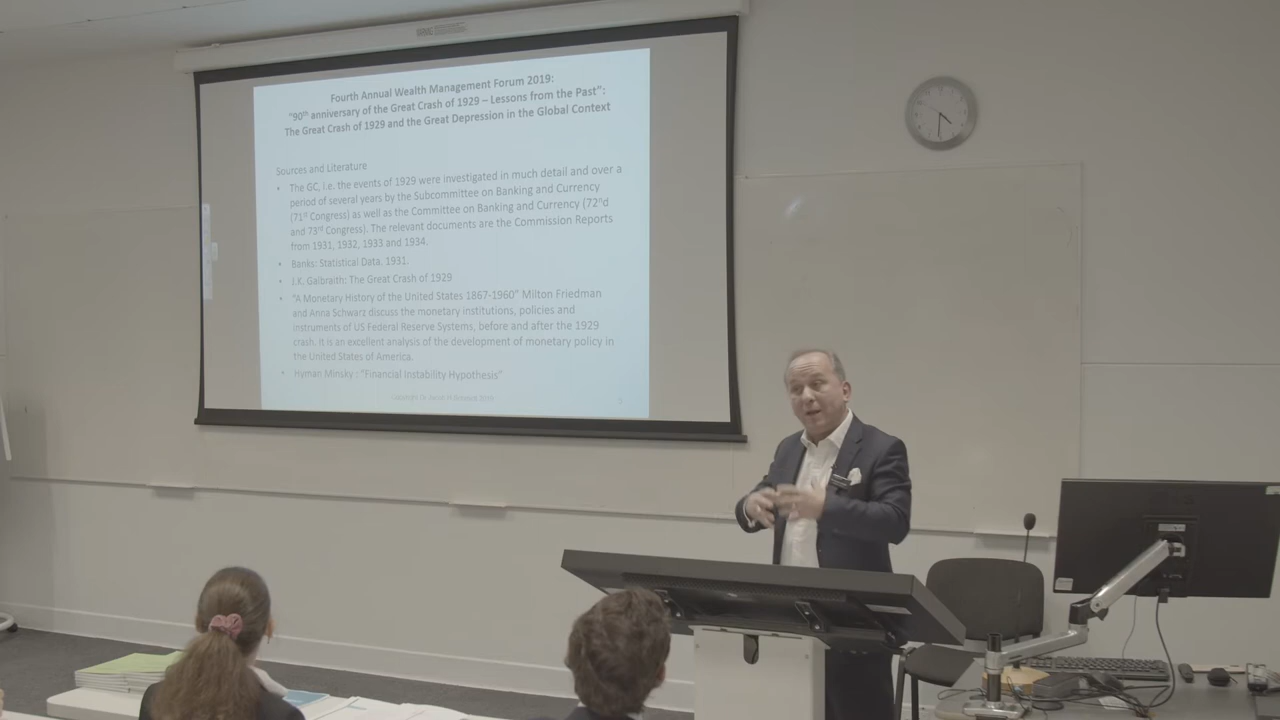 Fourth Annual Wealth Management Forum 2019:
"90th anniversary of the Great Crash of 1929 – Lessons from the Past":
The Great Crash of 1929 and the Great Depression in the Global Context
Sources and Literature
• The GC, i.e. the events of 1929 were investigated in much detail and over a
period of several years by the Subcommittee on Banking and Currency
(71st Congress) as well as the Committee on Banking and Currency (72nd
and 73rd Congress). The relevant documents are the Commission Reports
from 1931, 1932, 1933 and 1934.
• Banks: Statistical Data, 1931.
• J.K. Galbraith: The Great Crash of 1929
• "A Monetary History of the United States 1867-1960" Milton Friedman
and Anna Schwarz discuss the monetary institutions, policies and
instruments of US Federal Reserve Systems, before and after the 1929
crash. It is an excellent analysis of the development of monetary policy in
the United States of America.
• Hyman Minsky : "Financial Instability Hypothesis"
Copyright Dr